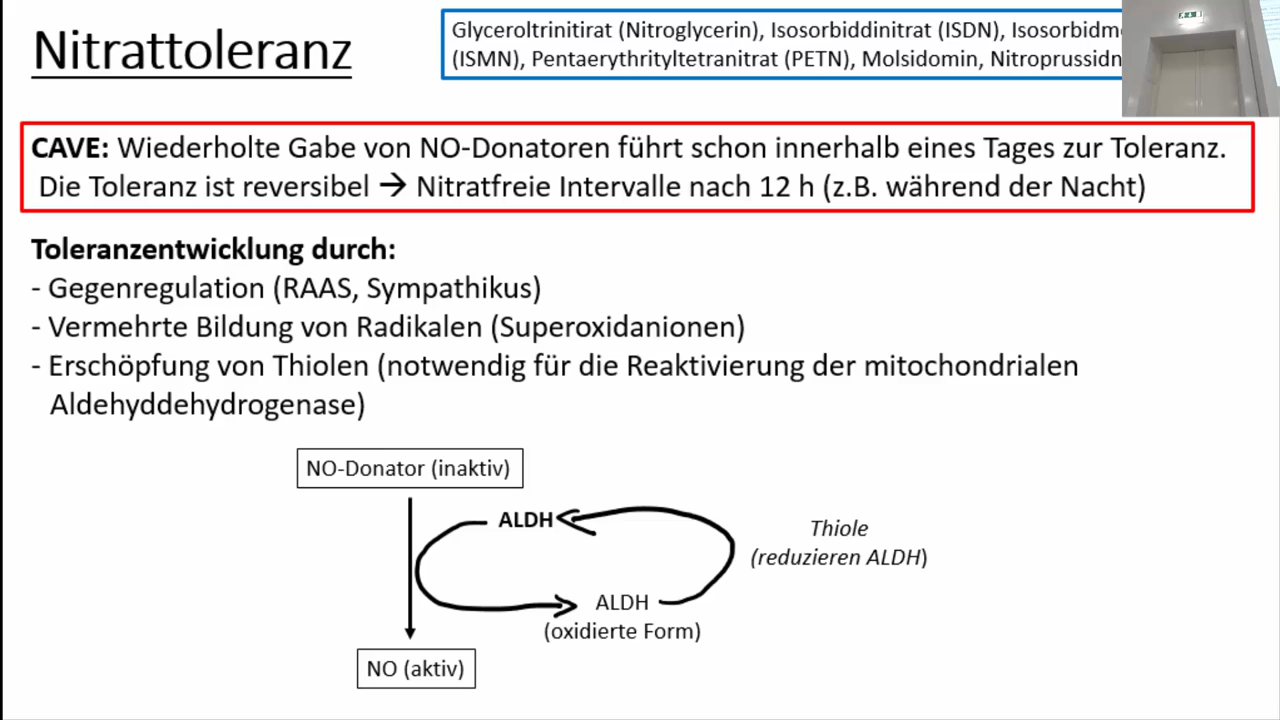 Nitrattoleranz
Glyceroltrinitirat (Nitroglycerin), Isosorbiddinitrat (ISDN),
(ISMN), Pentaerythrityltetranitrat (PETN), Molsidomin,
CAVE: Wiederholte Gabe von NO-Donatoren führt schon innerhalb eines Tages zur Toleranz.
Die Toleranz ist reversibel → Nitratfreie Intervalle nach 12 h (z.B. während der Nacht)
Toleranzentwicklung durch:
- Gegenregulation (RAAS, Sympathikus)
- Vermehrte Bildung von Radikalen (Superoxidanionen)
- Erschöpfung von Thiolen (notwendig für die Reaktivierung der mitochondrialen
Aldehyddehydrogenase)
NO-Donator (inaktiv)
ALDH
Thiole
(reduzieren ALDH)
ALDH
(oxidierte Form)
NO (aktiv)